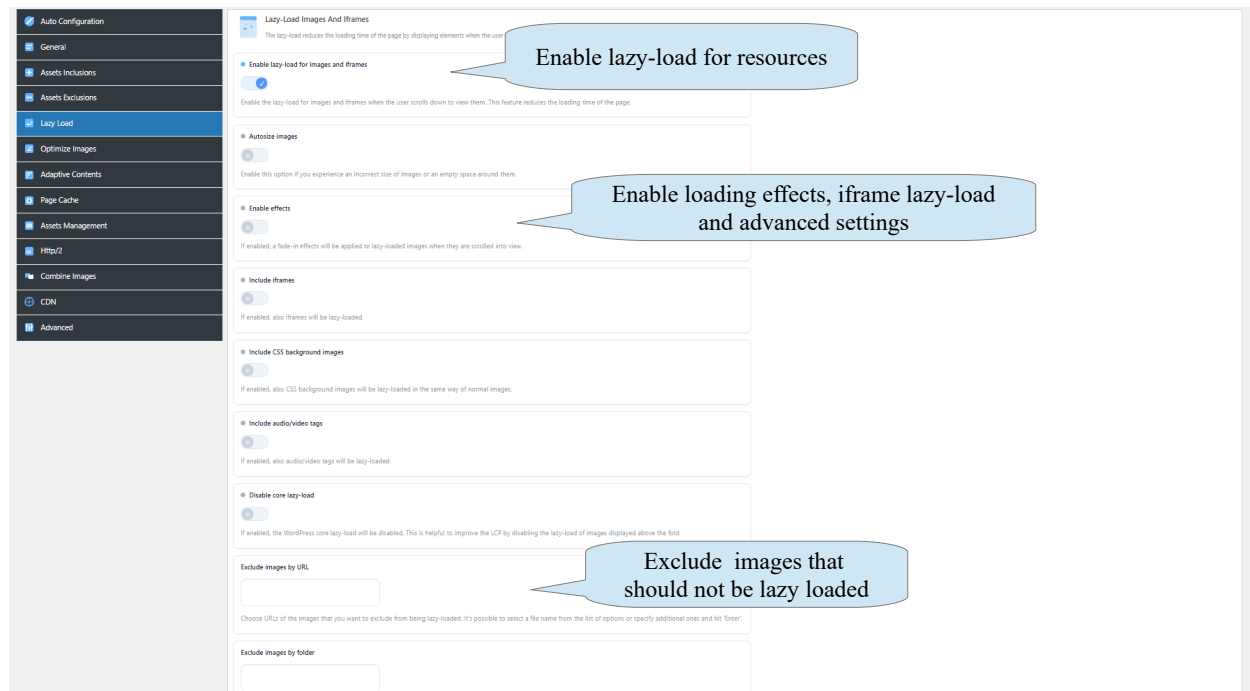 Auto Configuration
General
Assets Inclusions
Assets Exclusions
Lazy Load
Optimize Images
Adaptive Contents
Page Cache
Assets Management
Http/2
Combine Images
CDN
Advanced
Lazy-Load Images And Iframes
The lazy-load reduces the loading time of the page by displaying elements when the user
Enable lazy-load for images and iframes
Enable lazy-load for resources
Enable the lazy-load for images and iframes when the user scrolls down to view them. This feature reduces the loading time of the page.
Autosize images
Enable this option if you experience an incorrect size of images or an empty space around them.
Enable effects
Enable loading effects, iframe lazy-load
and advanced settings
If enabled, a fade-in effects will be applied to lazy-loaded images when they are scrolled into view.
Include iframes
If enabled, also iframes will be lazy-loaded.
Include CSS background images
If enabled, also CSS background images will be lazy-loaded in the same way of normal images.
Include audio/video tags
If enabled, also audio/video tags will be lazy-loaded.
Disable core lazy-load
If enabled, the WordPress core lazy-load will be disabled. This is helpful to improve the LCP by disabling the lazy-load of images displayed above the fold.
Exclude images by URL
Exclude images that
should not be lazy loaded
Choose URLs of the images that you want to exclude from being lazy-loaded. It's possible to select a file name from the list of options or specify additional ones and hit 'Enter'.
Exclude images by folder